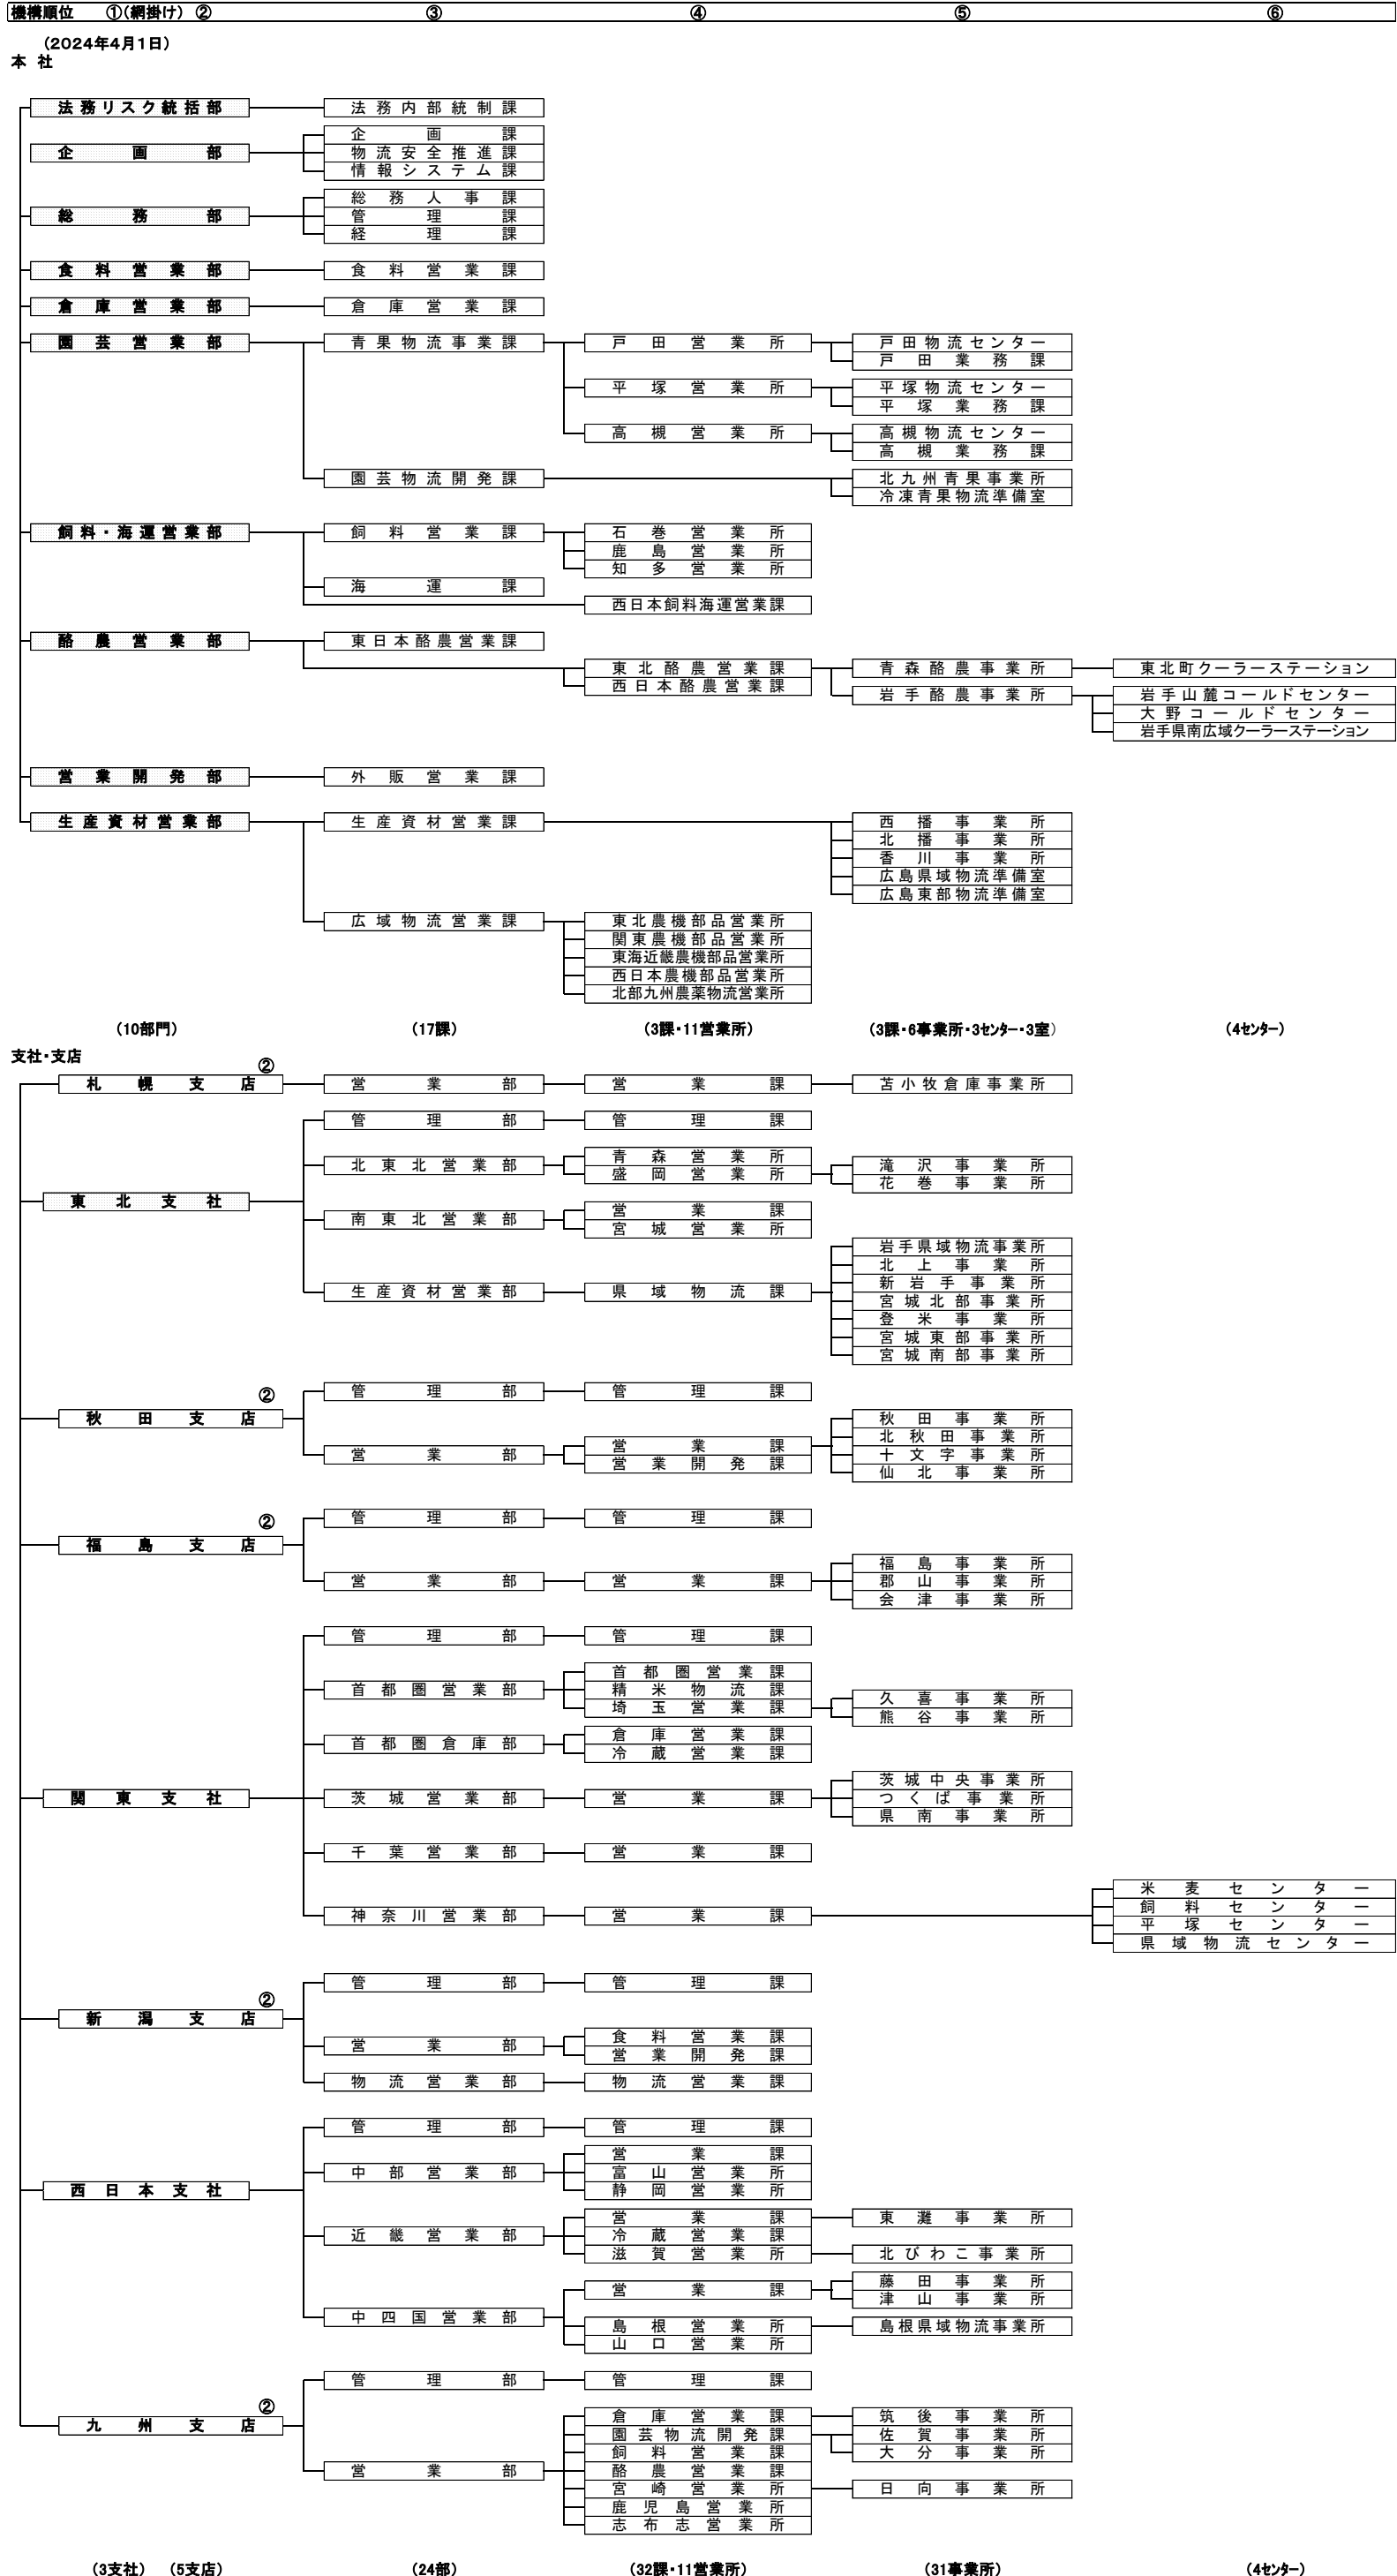 機構順位 ①(網掛け) ② ③ ④ ⑤ ⑥
(2024年4月1日)
本 社
法務リスク統括部 法務内部統制課
企画課
企画部 物流安全推進課
情報システム課
総務人事課
総務部 管理課
経理課
食料営業部 食料営業課
倉庫営業部 倉庫営業課
園芸営業部 青果物流事業課 戸田営業所 戸田物流センター
戸田業務課
平塚営業所 平塚物流センター
平塚業務課
高槻営業所 高槻物流センター
高槻業務課
園芸物流開発課 北九州青果事業所
冷凍青果物流準備室
飼料・海運営業部 飼料営業課 石巻営業所
鹿島営業所
知多営業所
海運課
西日本飼料海運営業課
酪農営業部 東日本酪農営業課
東北酪農営業課 青森酪農事業所 東北町クーラーステーション
西日本酪農営業課
岩手酪農事業所 岩手山麓コールドセンター
大野コールドセンター
岩手県南広域クーラーステーション
営業開発部 外販営業課
生産資材営業部 生産資材営業課 西播事業所
北播事業所
香川事業所
広島県域物流準備室
広島東部物流準備室
広域物流営業課 東北農機部品営業所
関東農機部品営業所
東海近畿農機部品営業所
西日本農機部品営業所
北部九州農薬物流営業所
(10部門) (17課) (3課・11営業所) (3課・6事業所・3センター・3室) (4センター)
支社・支店
②
札幌支店 営業部 営業課 苫小牧倉庫事業所
管理部 管理課
青森営業所
北東北営業部 滝沢事業所
盛岡営業所
花巻事業所
東北支社
営業課
南東北営業部
宮城営業所
岩手県域物流事業所
北上事業所
新岩手事業所
生産資材営業部 県域物流課
宮城北部事業所
登米事業所
宮城東部事業所
宮城南部事業所
② 管理部 管理課
秋田支店 秋田事業所
北秋田事業所
営業課
営業部 十文字事業所
営業開発課
仙北事業所
② 管理部 管理課
福島支店
福島事業所
営業部 営業課 郡山事業所
会津事業所
管理部 管理課
首都圏営業課
首都圏営業部 精米物流課
久喜事業所
埼玉営業課
熊谷事業所
倉庫営業課
首都圏倉庫部
冷蔵営業課
茨城中央事業所
関東支社 茨城営業部 営業課 つくば事業所
県南事業所
千葉営業部 営業課
米麦センター
飼料センター
神奈川営業部 営業課
平塚センター
県域物流センター
管理部 管理課
②
新潟支店
食料営業課
営業部
営業開発課
物流営業部 物流営業課
管理部 管理課
営業課
西日本支社 中部営業部 富山営業所
静岡営業所
営業課 東灘事業所
近畿営業部 冷蔵営業課
滋賀営業所 北びわこ事業所
藤田事業所
営業課
津山事業所
中四国営業部
島根営業所 島根県域物流事業所
山口営業所
管理部 管理課
②
九州支店 倉庫営業課 筑後事業所
園芸物流開発課 佐賀事業所
飼料営業課 大分事業所
営業部 酪農営業課
宮崎営業所 日向事業所
鹿児島営業所
志布志営業所
(3支社) (5支店) (24部) (32課・11営業所) (31事業所) (4センター)